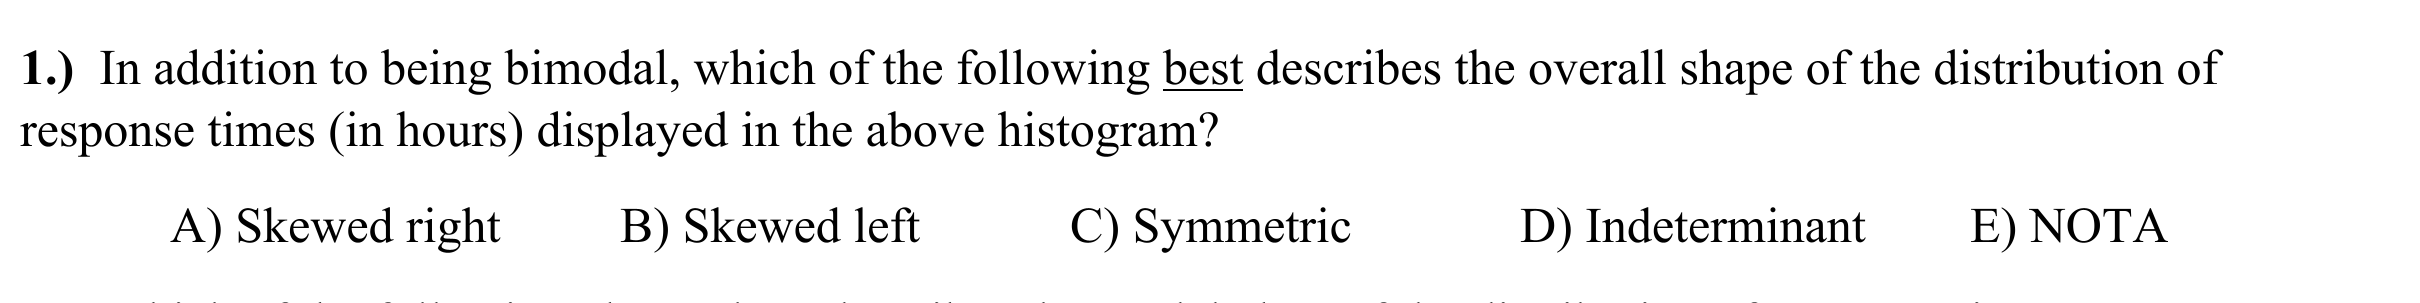 1.) In addition to being bimodal, which of the following best describes the overall shape of the distribution of
response times (in hours) displayed in the above histogram?
A) Skewed right B) Skewed left C) Symmetric D) Indeterminant E) NOTA